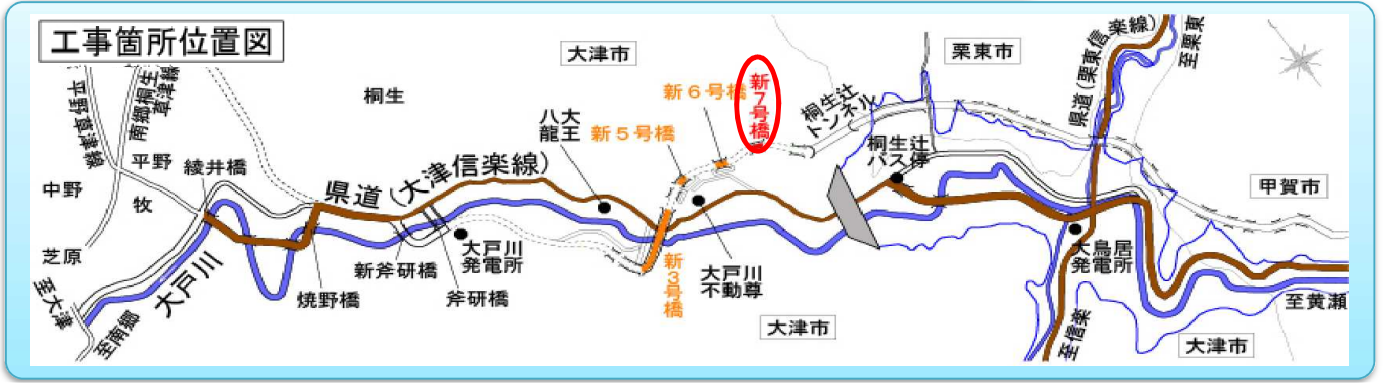 工事箇所位置図
大津市
栗東市
県道(栗東信楽線)
至栗東
平野草津線
南郷桐生
草津線
桐生
八大
龍王
新5号橋
新6号橋
新7号橋
桐生辻
トンネル
桐生辻
バス停
甲賀市
中野
平野
牧
綾井橋
県道(大津信楽線)
芝原
至大津
至南郷
大戸川
焼野橋
新斧研橋
斧研橋
大戸川
発電所
新3号橋
大戸川
不動尊
大津市
大鳥居
発電所
至信楽
大津市
至黄瀬